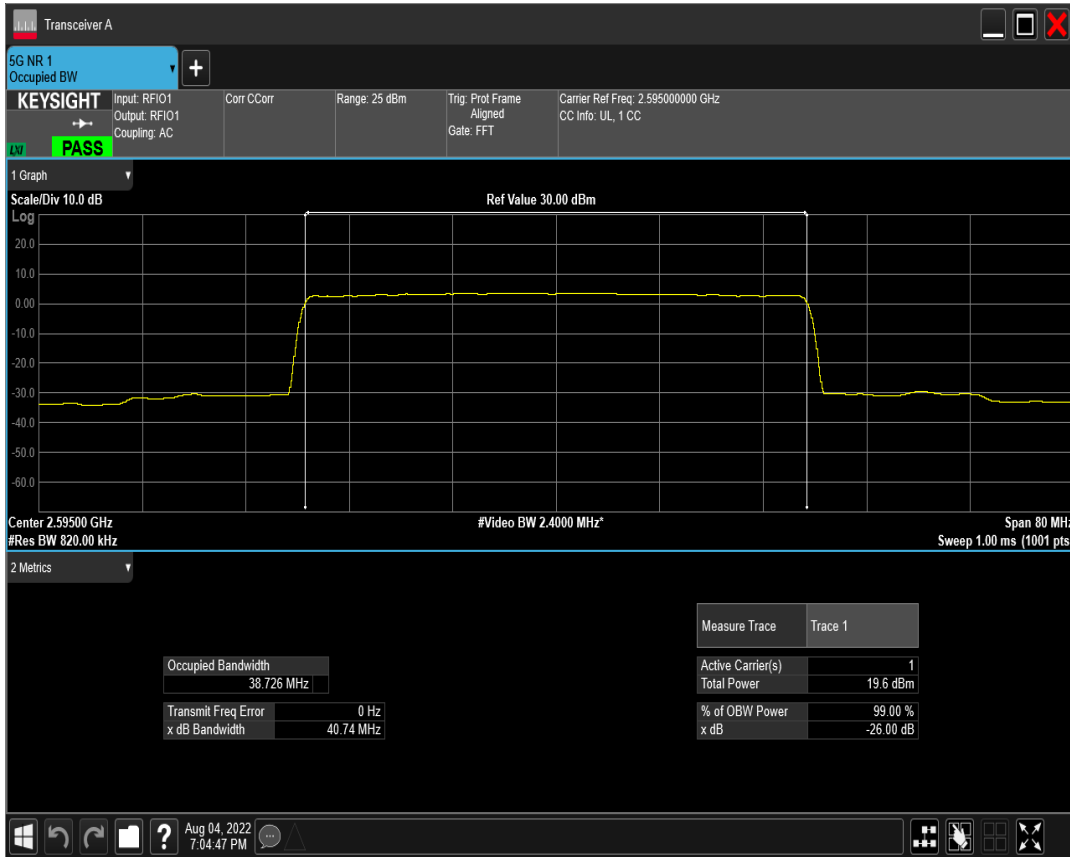 Transceiver A
5G NR 1
Occupied BW
KEYSIGHT
Input: RFIO1
Output: RFIO1
Coupling: AC
Corr CCorr
Range: 25 dBm
Trig: Prot Frame
Aligned
Gate: FFT
Carrier Ref Freq: 2.595000000 GHz
CC Info: UL, 1 CC
LXI
PASS
1 Graph
Scale/Div 10.0 dB
Ref Value 30.00 dBm
Log
20.0
10.0
0.00
-10.0
-20.0
-30.0
-40.0
-50.0
-60.0
Center 2.59500 GHz
#Video BW 2.4000 MHz*
Span 80 MHz
#Res BW 820.00 kHz
Sweep 1.00 ms (1001 pts
2 Metrics
Measure Trace Trace 1
Occupied Bandwidth
38.726 MHz
Active Carrier(s) 1
Total Power 19.6 dBm
Transmit Freq Error 0 Hz
x dB Bandwidth 40.74 MHz
% of OBW Power 99.00 %
x dB -26.00 dB
?
Aug 04, 2022
7:04:47 PM